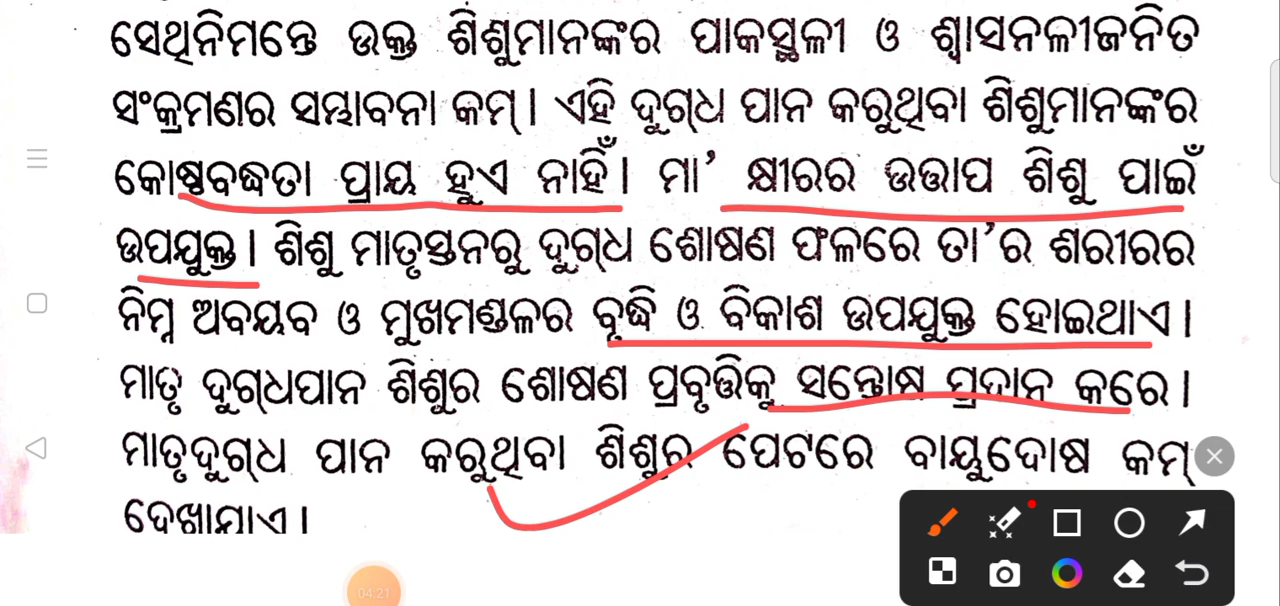 ସେଥିନିମନ୍ତେ ଉକ୍ତ ଶିଶୁମାନଙ୍କର ପାକସ୍ଥଳୀ ଓ ଶ୍ଵାସନଳୀଜନିତ
ସଂକ୍ରମଣର ସମ୍ଭାବନା କମ୍ । ଏହି ଦୁଗ୍‌ଧ ପାନ କରୁଥିବା ଶିଶୁମାନଙ୍କର
କୋଷ୍ଠବଦ୍ଧତା ପ୍ରାୟ ହୁଏ ନାହିଁ । ମା’ କ୍ଷୀରର ଉତ୍ତାପ ଶିଶୁ ପାଇଁ
ଉପଯୁକ୍ତ । ଶିଶୁ ମାତୃସ୍ତନରୁ ଦୁଗ୍‌ଧ ଶୋଷଣ ଫଳରେ ତା’ର ଶରୀରର
ନିମ୍ନ ଅବୟବ ଓ ମୁଖମଣ୍ଡଳର ବୃଦ୍ଧି ଓ ବିକାଶ ଉପଯୁକ୍ତ ହୋଇଥାଏ ।
ମାତୃ ଦୁଗ୍‌ଧପାନ ଶିଶୁର ଶୋଷଣ ପ୍ରବୃତ୍ତିକୁ ସନ୍ତୋଷ ପ୍ରଦାନ କରେ ।
ମାତୃଦୁଗ୍‌ଧ ପାନ କରୁଥିବା ଶିଶୁର ପେଟରେ ବାୟୁଦୋଷ କମ୍
ଦେଖାଯାଏ ।
04:21